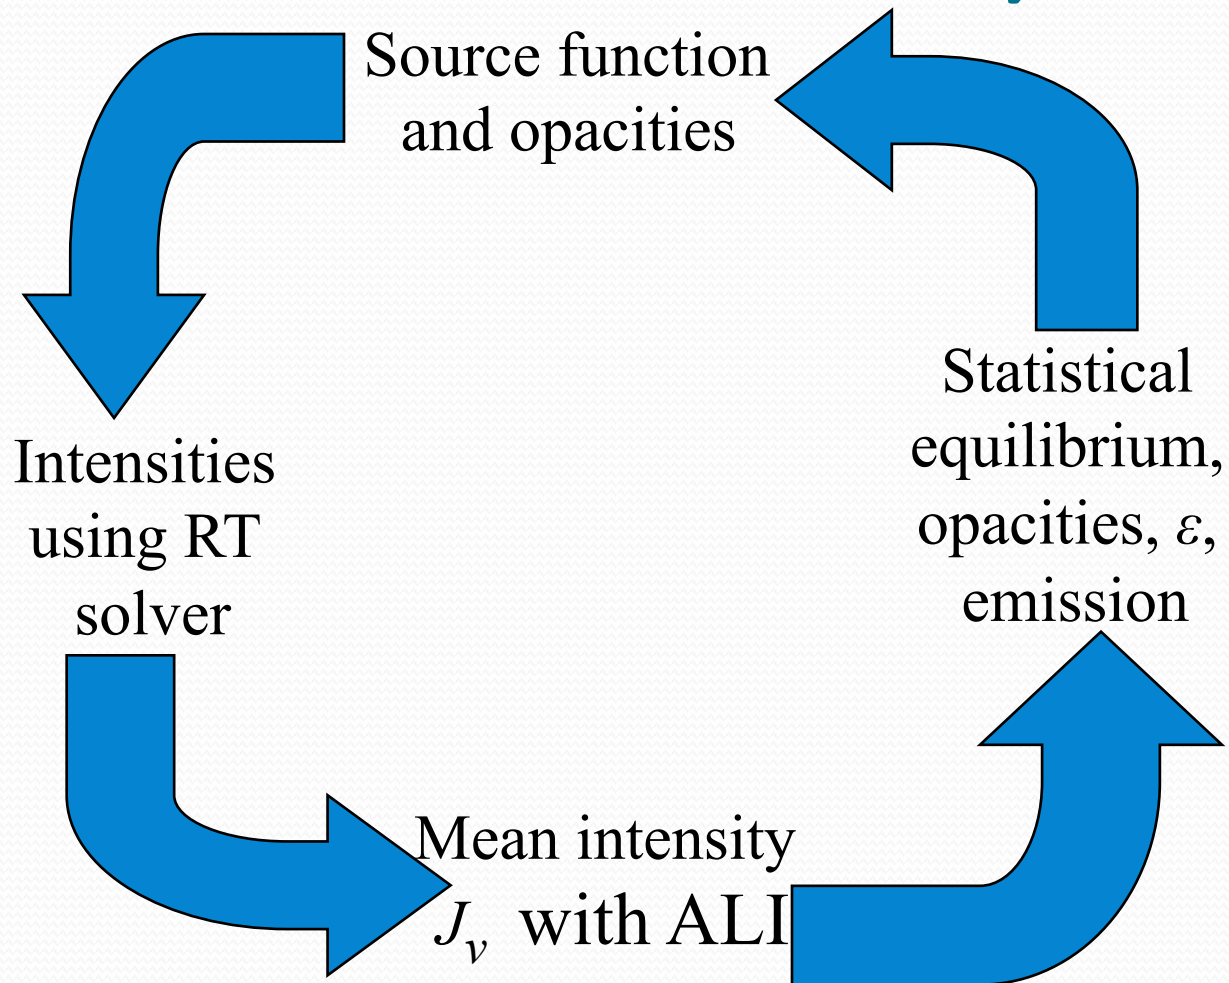 Source function
and opacities
Statistical
equilibrium,
opacities, ε,
emission
Intensities
using RT
solver
Mean intensity
Jν with ALI